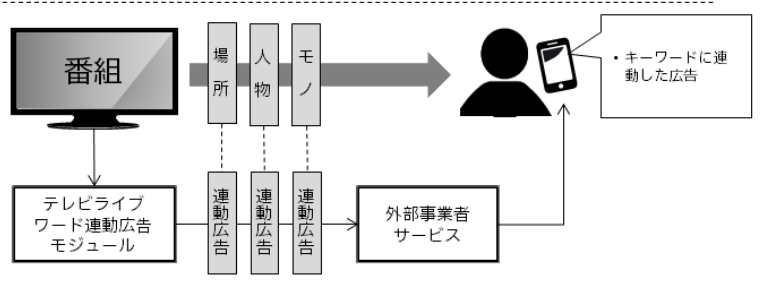 番組
場所
人物
モノ
・キーワードに連
動した広告
テレビライブ
ワード連動広告
モジュール
連動広告
連動広告
連動広告
外部事業者
サービス